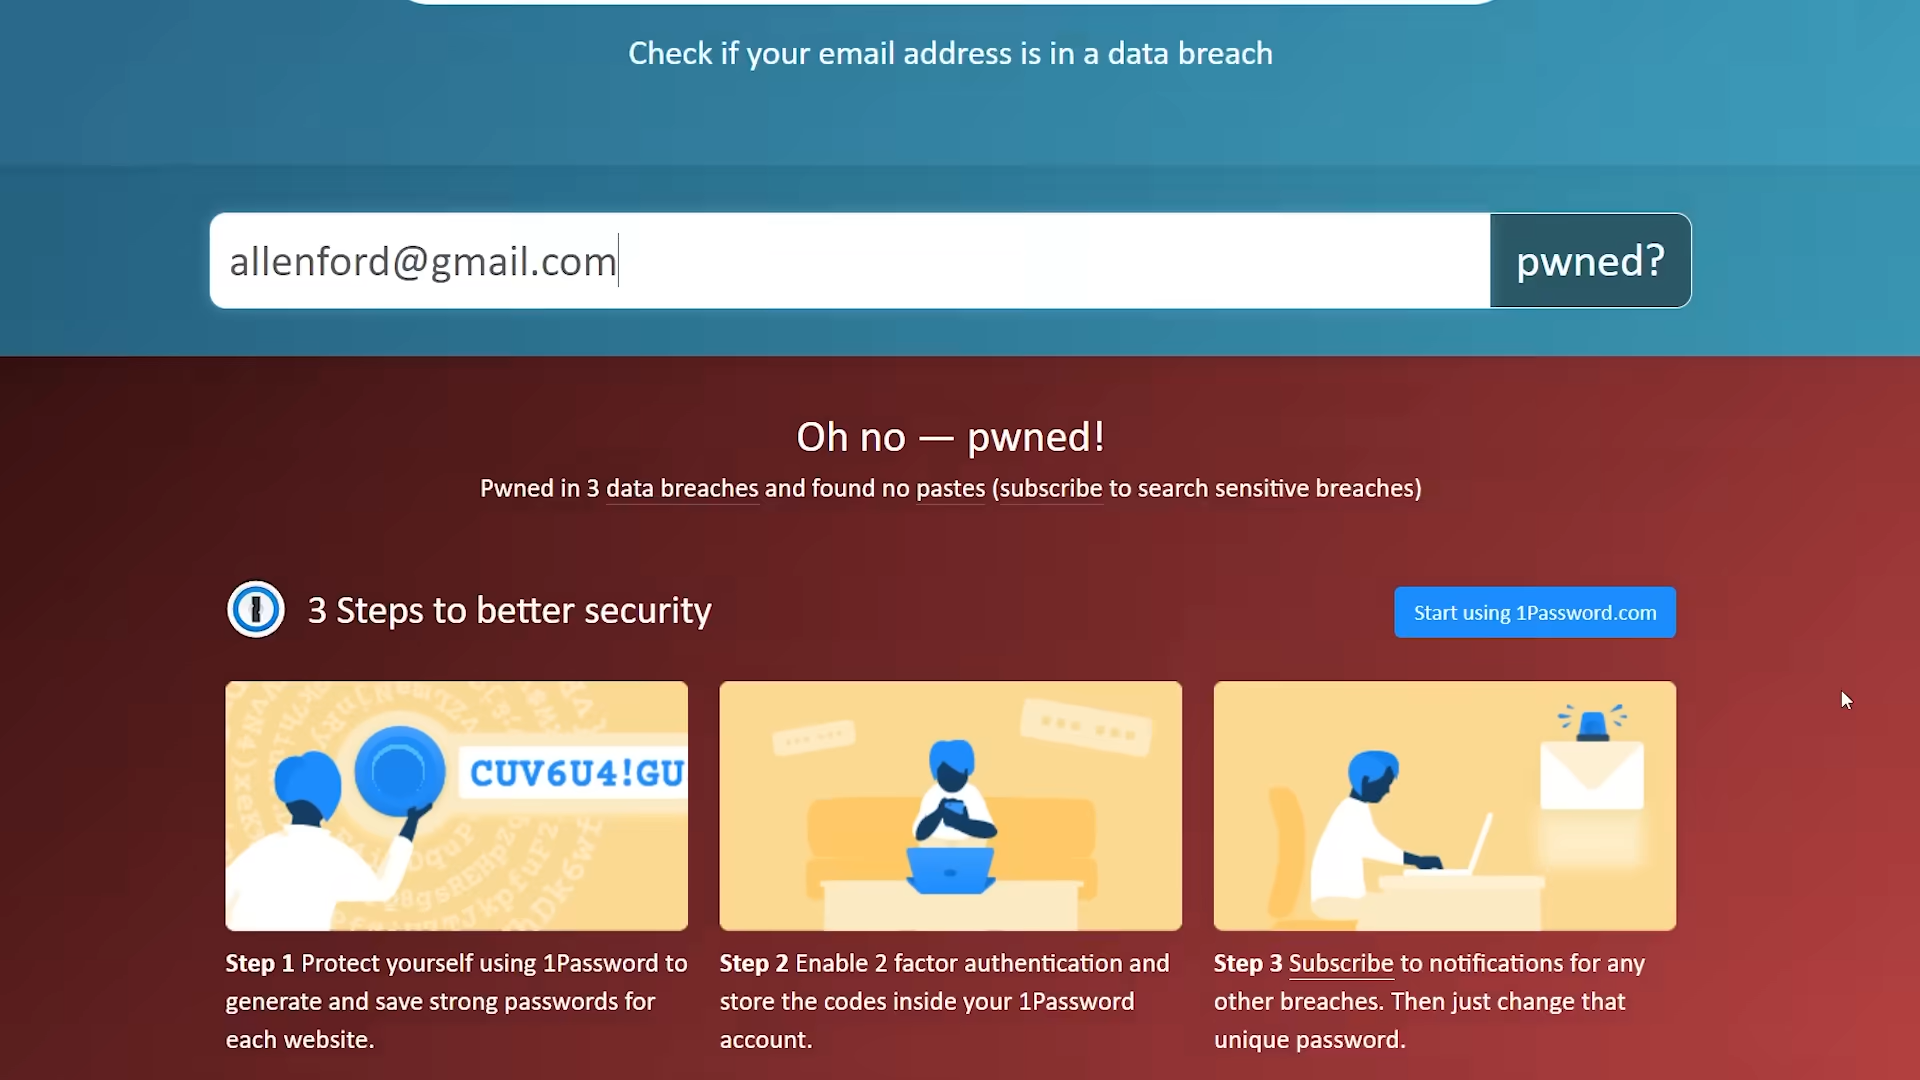 Check if your email address is in a data breach
allenford@gmail.com
pwned?
Oh no — pwned!
Pwned in 3 data breaches and found no pastes (subscribe to search sensitive breaches)
3 Steps to better security
Start using 1Password.com
CUV6U4!GU
Step 1 Protect yourself using 1Password to
generate and save strong passwords for
each website.
Step 2 Enable 2 factor authentication and
store the codes inside your 1Password
account.
Step 3 Subscribe to notifications for any
other breaches. Then just change that
unique password.